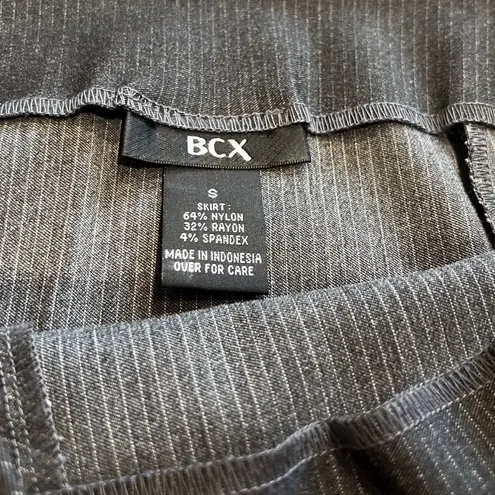 BCX
S
SKIRT:
64% NYLON
32% RAYON
4% SPANDEX
MADE IN INDONESIA
OVER FOR CARE